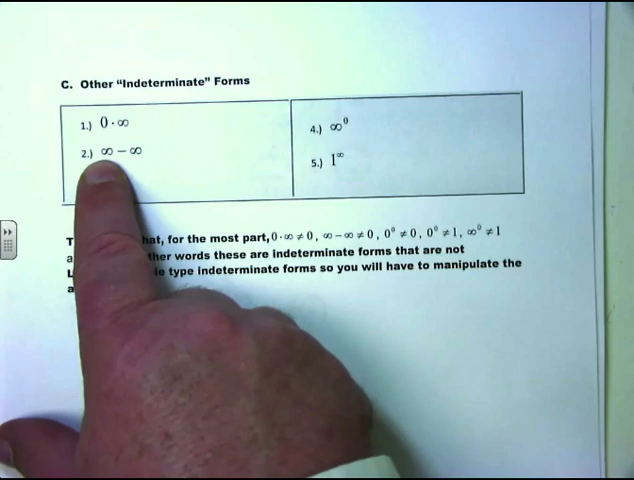 C. Other “Indeterminate” Forms
1.) 0 · ∞
2.) ∞ − ∞
4.) ∞⁰
5.) 1^∞
hat, for the most part, 0 · ∞ ≠ 0 , ∞ − ∞ ≠ 0 , 0⁰ ≠ 0 , 0⁰ ≠ 1 , ∞⁰ ≠ 1
ther words these are indeterminate forms that are not
le type indeterminate forms so you will have to manipulate the